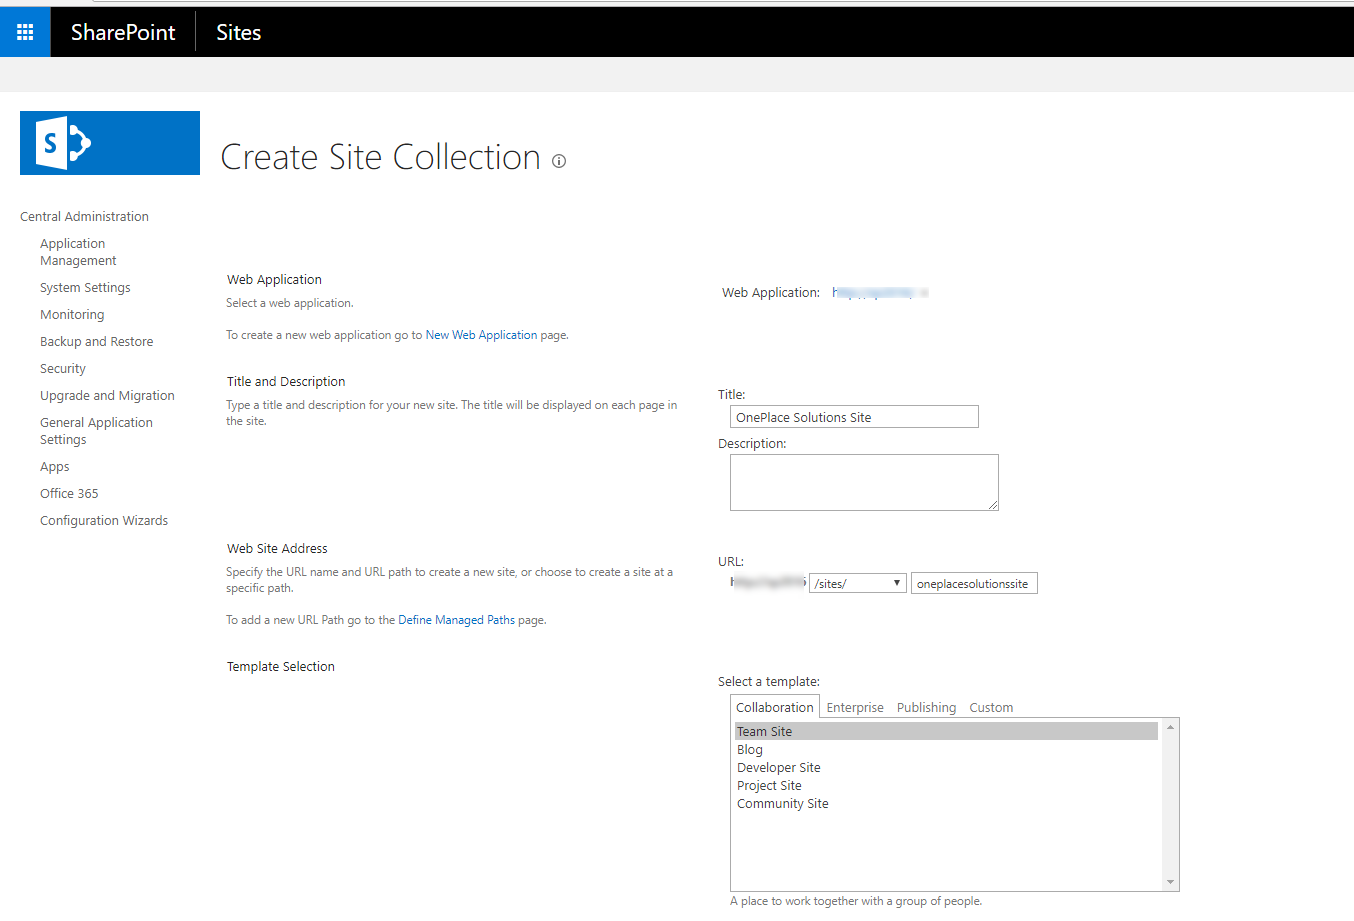 SharePoint
Sites
S
Create Site Collection
Central Administration
Application
Management
System Settings
Monitoring
Backup and Restore
Security
Upgrade and Migration
General Application
Settings
Apps
Office 365
Configuration Wizards
Web Application
Select a web application.
To create a new web application go to New Web Application page.
Web Application:
Title and Description
Type a title and description for your new site. The title will be displayed on each page in
the site.
Title:
OnePlace Solutions Site
Description:
Web Site Address
Specify the URL name and URL path to create a new site, or choose to create a site at a
specific path.
To add a new URL Path go to the Define Managed Paths page.
URL:
/sites/ oneplacesolutionssite
Template Selection
Select a template:
Collaboration Enterprise Publishing Custom
Team Site
Blog
Developer Site
Project Site
Community Site
A place to work together with a group of people.